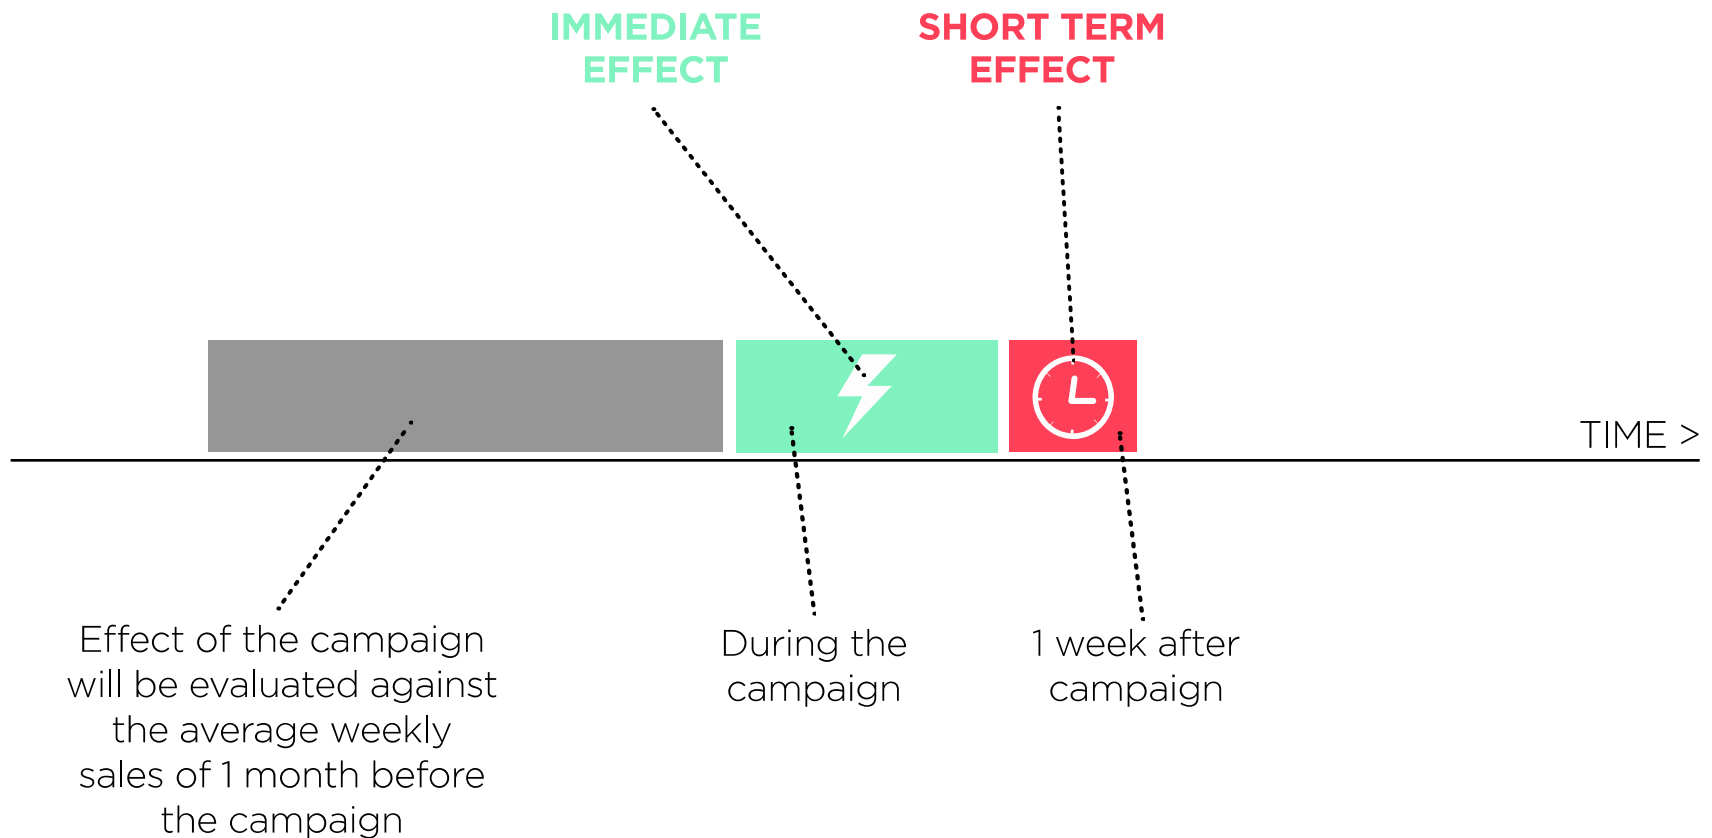 IMMEDIATE
EFFECT
SHORT TERM
EFFECT
TIME >
Effect of the campaign
will be evaluated against
the average weekly
sales of 1 month before
the campaign
During the
campaign
1 week after
campaign